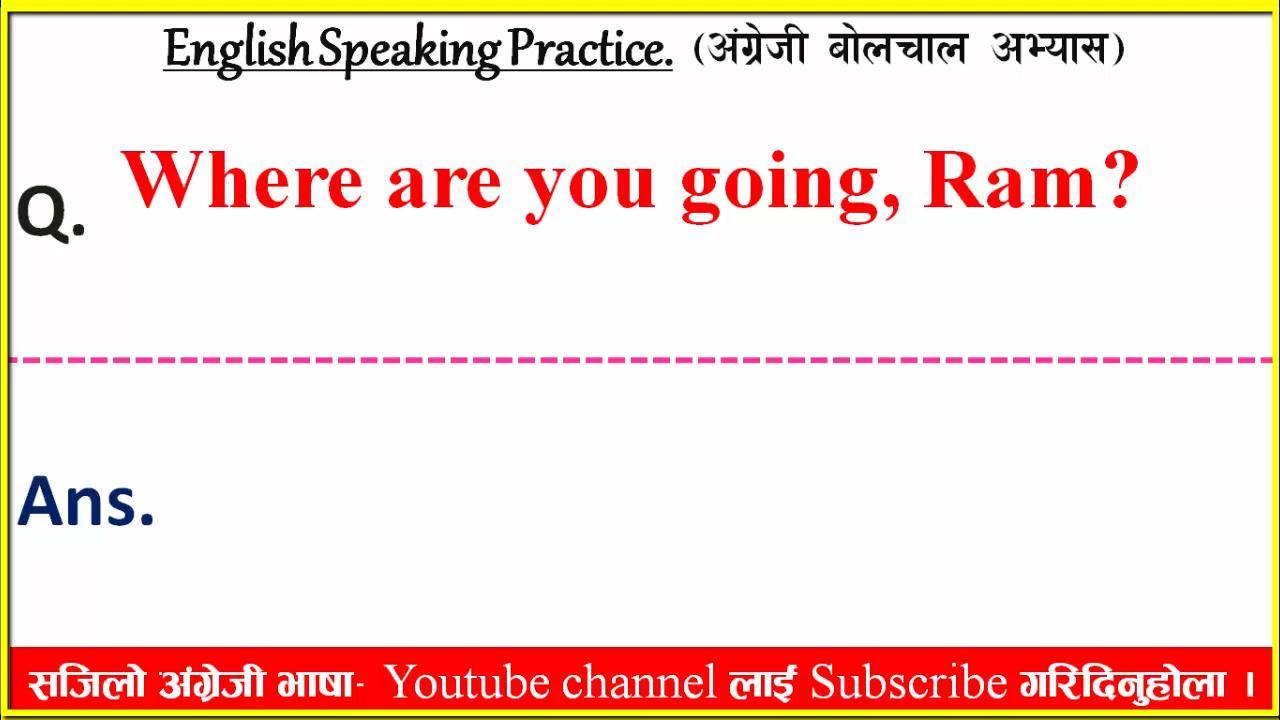 English Speaking Practice. (अंग्रेजी बोलचाल अभ्यास)
Q. Where are you going, Ram?
Ans.
सजिलो अंग्रेजी भाषा- Youtube channel लाई Subscribe गरिदिनुहोला ।